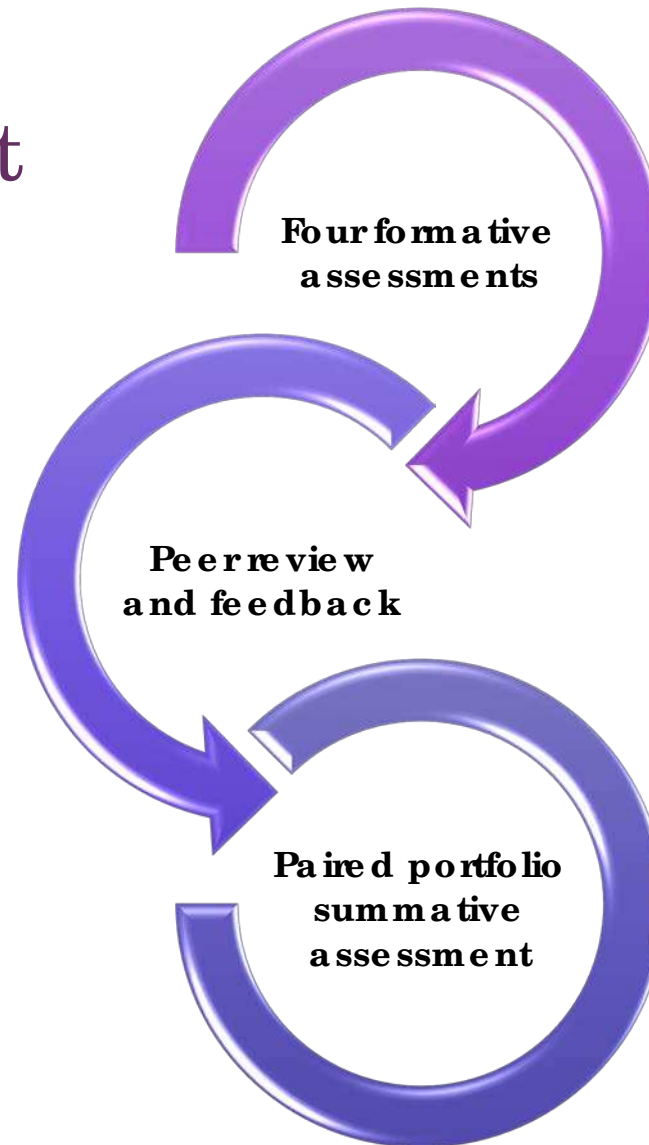 t
Four formative
assessments
Peer review
and feedback
Paired portfolio
summative
assessment